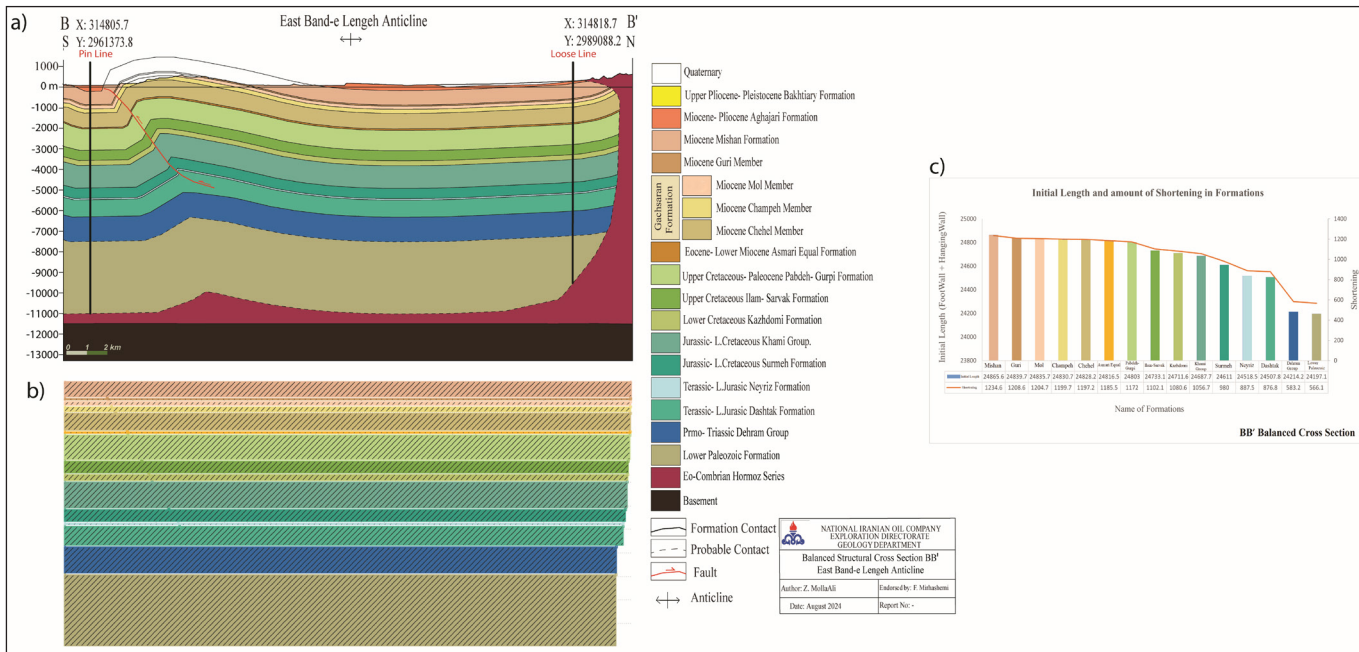 a)
B X: 314805.7
S Y: 2961373.8
Pin Line
East Band-e Lengeh Anticline
X: 314818.7 B'
Y: 2989088.2 N
Loose Line
1000
0 m
-1000
-2000
-3000
-4000
-5000
-6000
-7000
-8000
-9000
-10000
-11000
-12000
-13000
0 1 2 km
Quaternary
Upper Pliocene- Pleistocene Bakhtiary Formation
Miocene- Pliocene Aghajari Formation
Miocene Mishan Formation
Miocene Guri Member
Gachsaran Formation
Miocene Mol Member
Miocene Champeh Member
Miocene Chehel Member
Eocene- Lower Miocene Asmari Equal Formation
Upper Cretaceous- Paleocene Pabdeh- Gurpi Formation
Upper Cretaceous Ilam- Sarvak Formation
Lower Cretaceous Kazhdomi Formation
Jurassic- L.Cretaceous Khami Group.
Jurassic- L.Cretaceous Surmeh Formation
Terassic- L.Jurasic Neyriz Formation
Terassic- L.Jurasic Dashtak Formation
Prmo- Triassic Dehram Group
Lower Paleozoic Formation
Eo-Combrian Hormoz Series
Basement
Formation Contact
Probable Contact
Fault
Anticline
NATIONAL IRANIAN OIL COMPANY
EXPLORATION DIRECTORATE
GEOLOGY DEPARTMENT
Balanced Structural Cross Section BB'
East Band-e Lengeh Anticline
Author: Z. MollaAli Endorsed by: F. Mirhashemi
Date: August 2024 Report No: -
b)
c)
Initial Length and amount of Shortening in Formations
Initial Length (FootWall + HangingWall)
25000
24800
24600
24400
24200
24000
23800
1400
1200
1000
800
600
400
200
0
Shortening
Mishan Guri Mol Champeh Chehel Asmari Equal Pabdeh- Gurpi Ilam-Sarvak Kazhdomi Khami Group Surmeh Neyriz Dashtak Dehram Group Lower Paleozoic
Initial Length 24865.6 24839.7 24835.7 24830.7 24828.2 24816.5 24803 24733.1 24711.6 24687.7 24611 24518.5 24507.8 24214.2 24197.1
Shortening 1234.6 1208.6 1204.7 1199.7 1197.2 1185.5 1172 1102.1 1080.6 1056.7 980 887.5 876.8 583.2 566.1
Name of Formations
BB' Balanced Cross Section